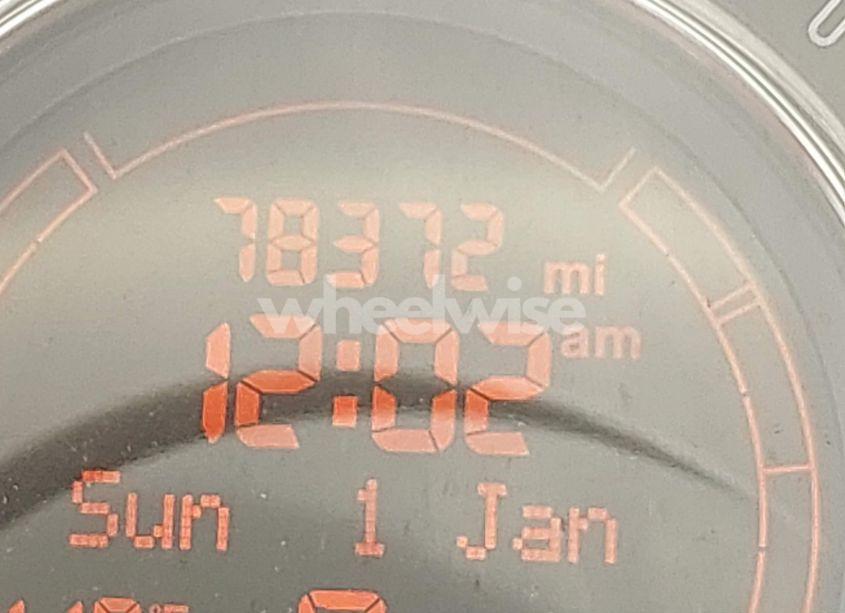 78372 mi
wheelwise
12:02 am
Sun 1 Jan